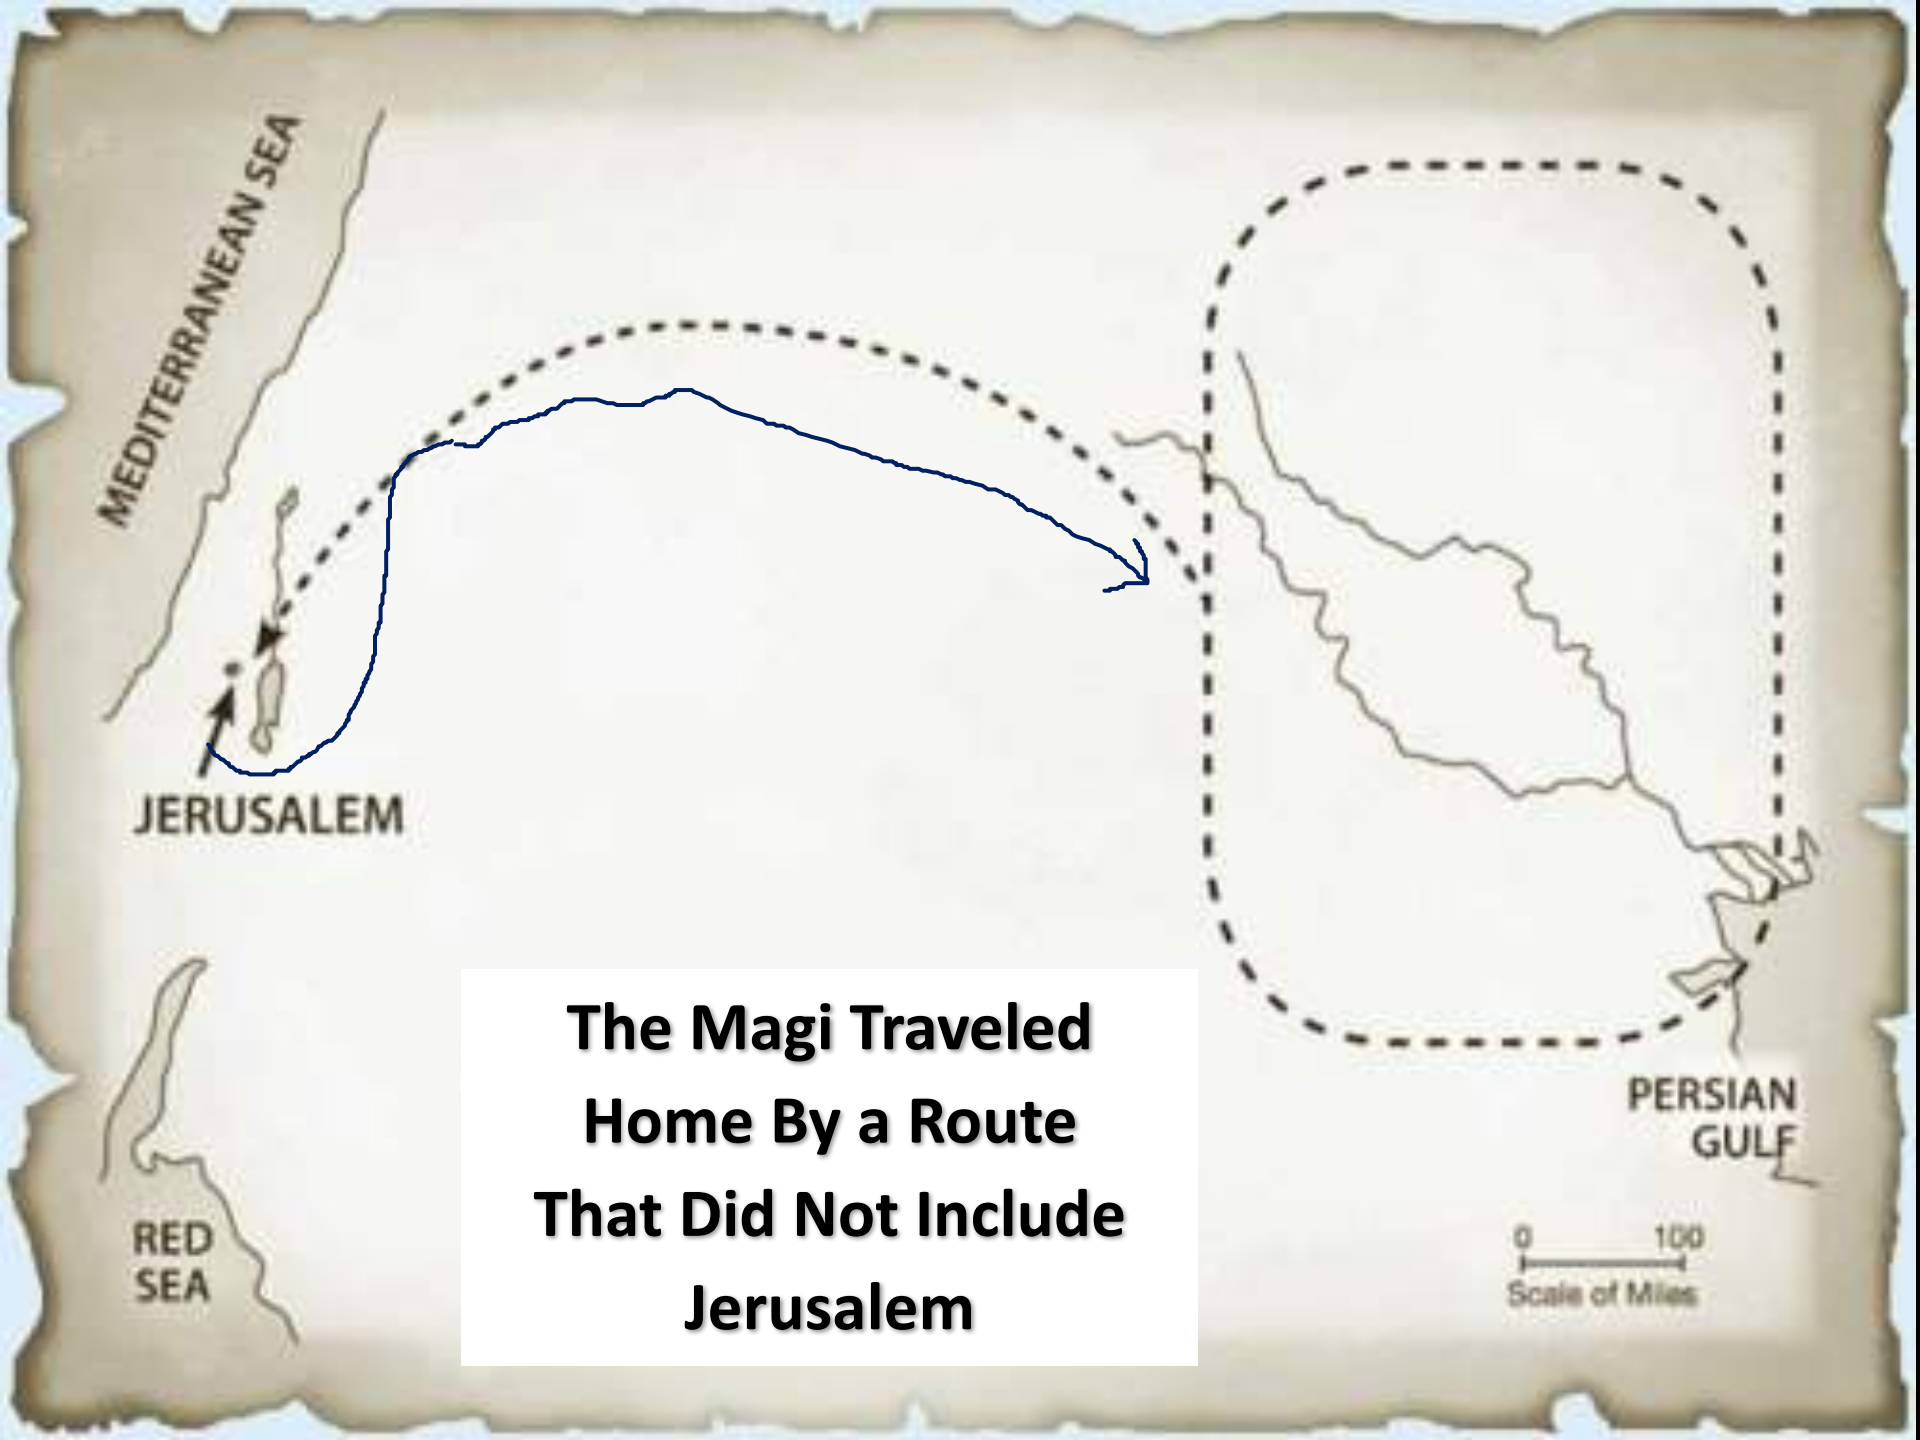 MEDITERRANEAN SEA
JERUSALEM
The Magi Traveled
Home By a Route
That Did Not Include
Jerusalem
PERSIAN
GULF
RED
SEA
0 100
Scale of Miles